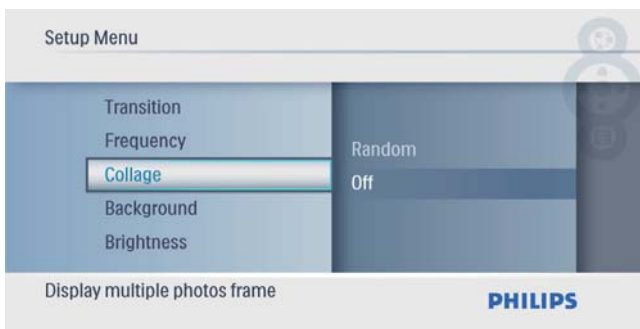 Setup Menu
Transition
Frequency
Collage
Background
Brightness
Random
Off
Display multiple photos frame
PHILIPS